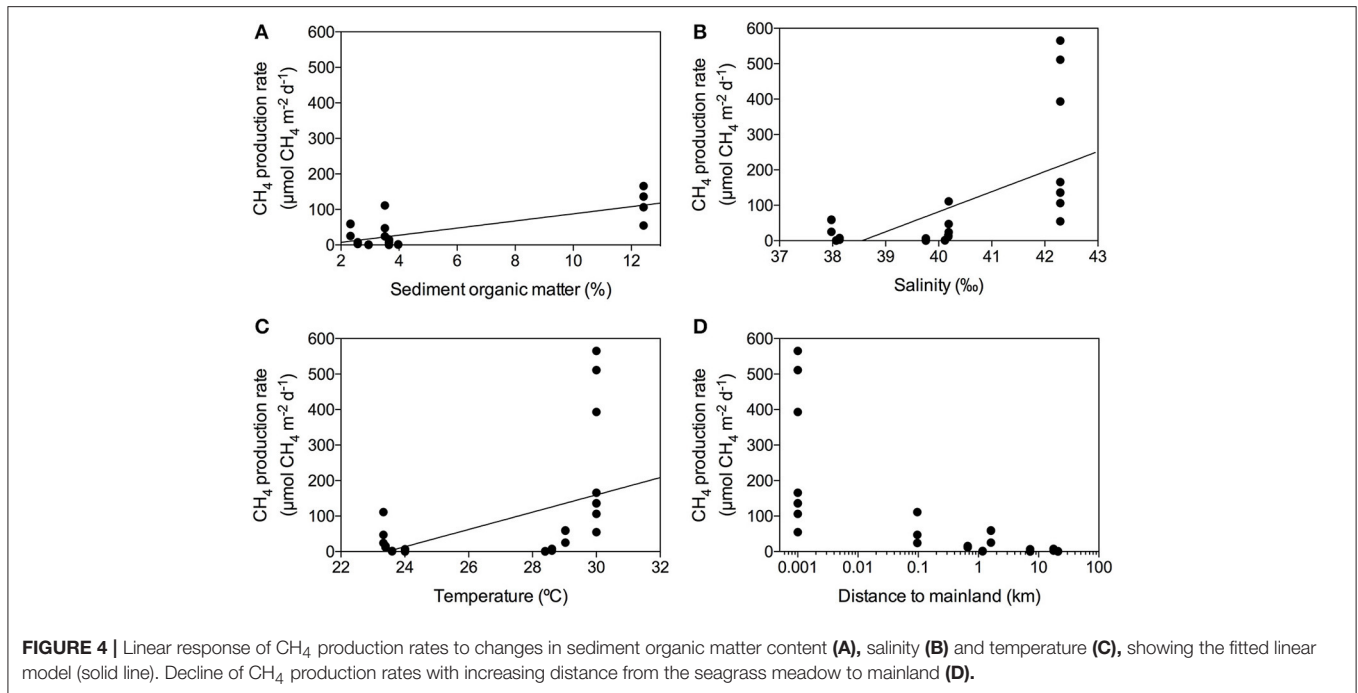 A
600
500
400
300
200
100
0
CH₄ production rate
(µmol CH₄ m⁻² d⁻¹)
2 4 6 8 10 12
Sediment organic matter (%)
B
600
500
400
300
200
100
0
CH₄ production rate
(µmol CH₄ m⁻² d⁻¹)
37 38 39 40 41 42 43
Salinity (‰)
C
600
500
400
300
200
100
0
CH₄ production rate
(µmol CH₄ m⁻² d⁻¹)
22 24 26 28 30 32
Temperature (ºC)
D
600
500
400
300
200
100
0
CH₄ production rate
(µmol CH₄ m⁻² d⁻¹)
0.001 0.01 0.1 1 10 100
Distance to mainland (km)
FIGURE 4 | Linear response of CH₄ production rates to changes in sediment organic matter content (A), salinity (B) and temperature (C), showing the fitted linear
model (solid line). Decline of CH₄ production rates with increasing distance from the seagrass meadow to mainland (D).